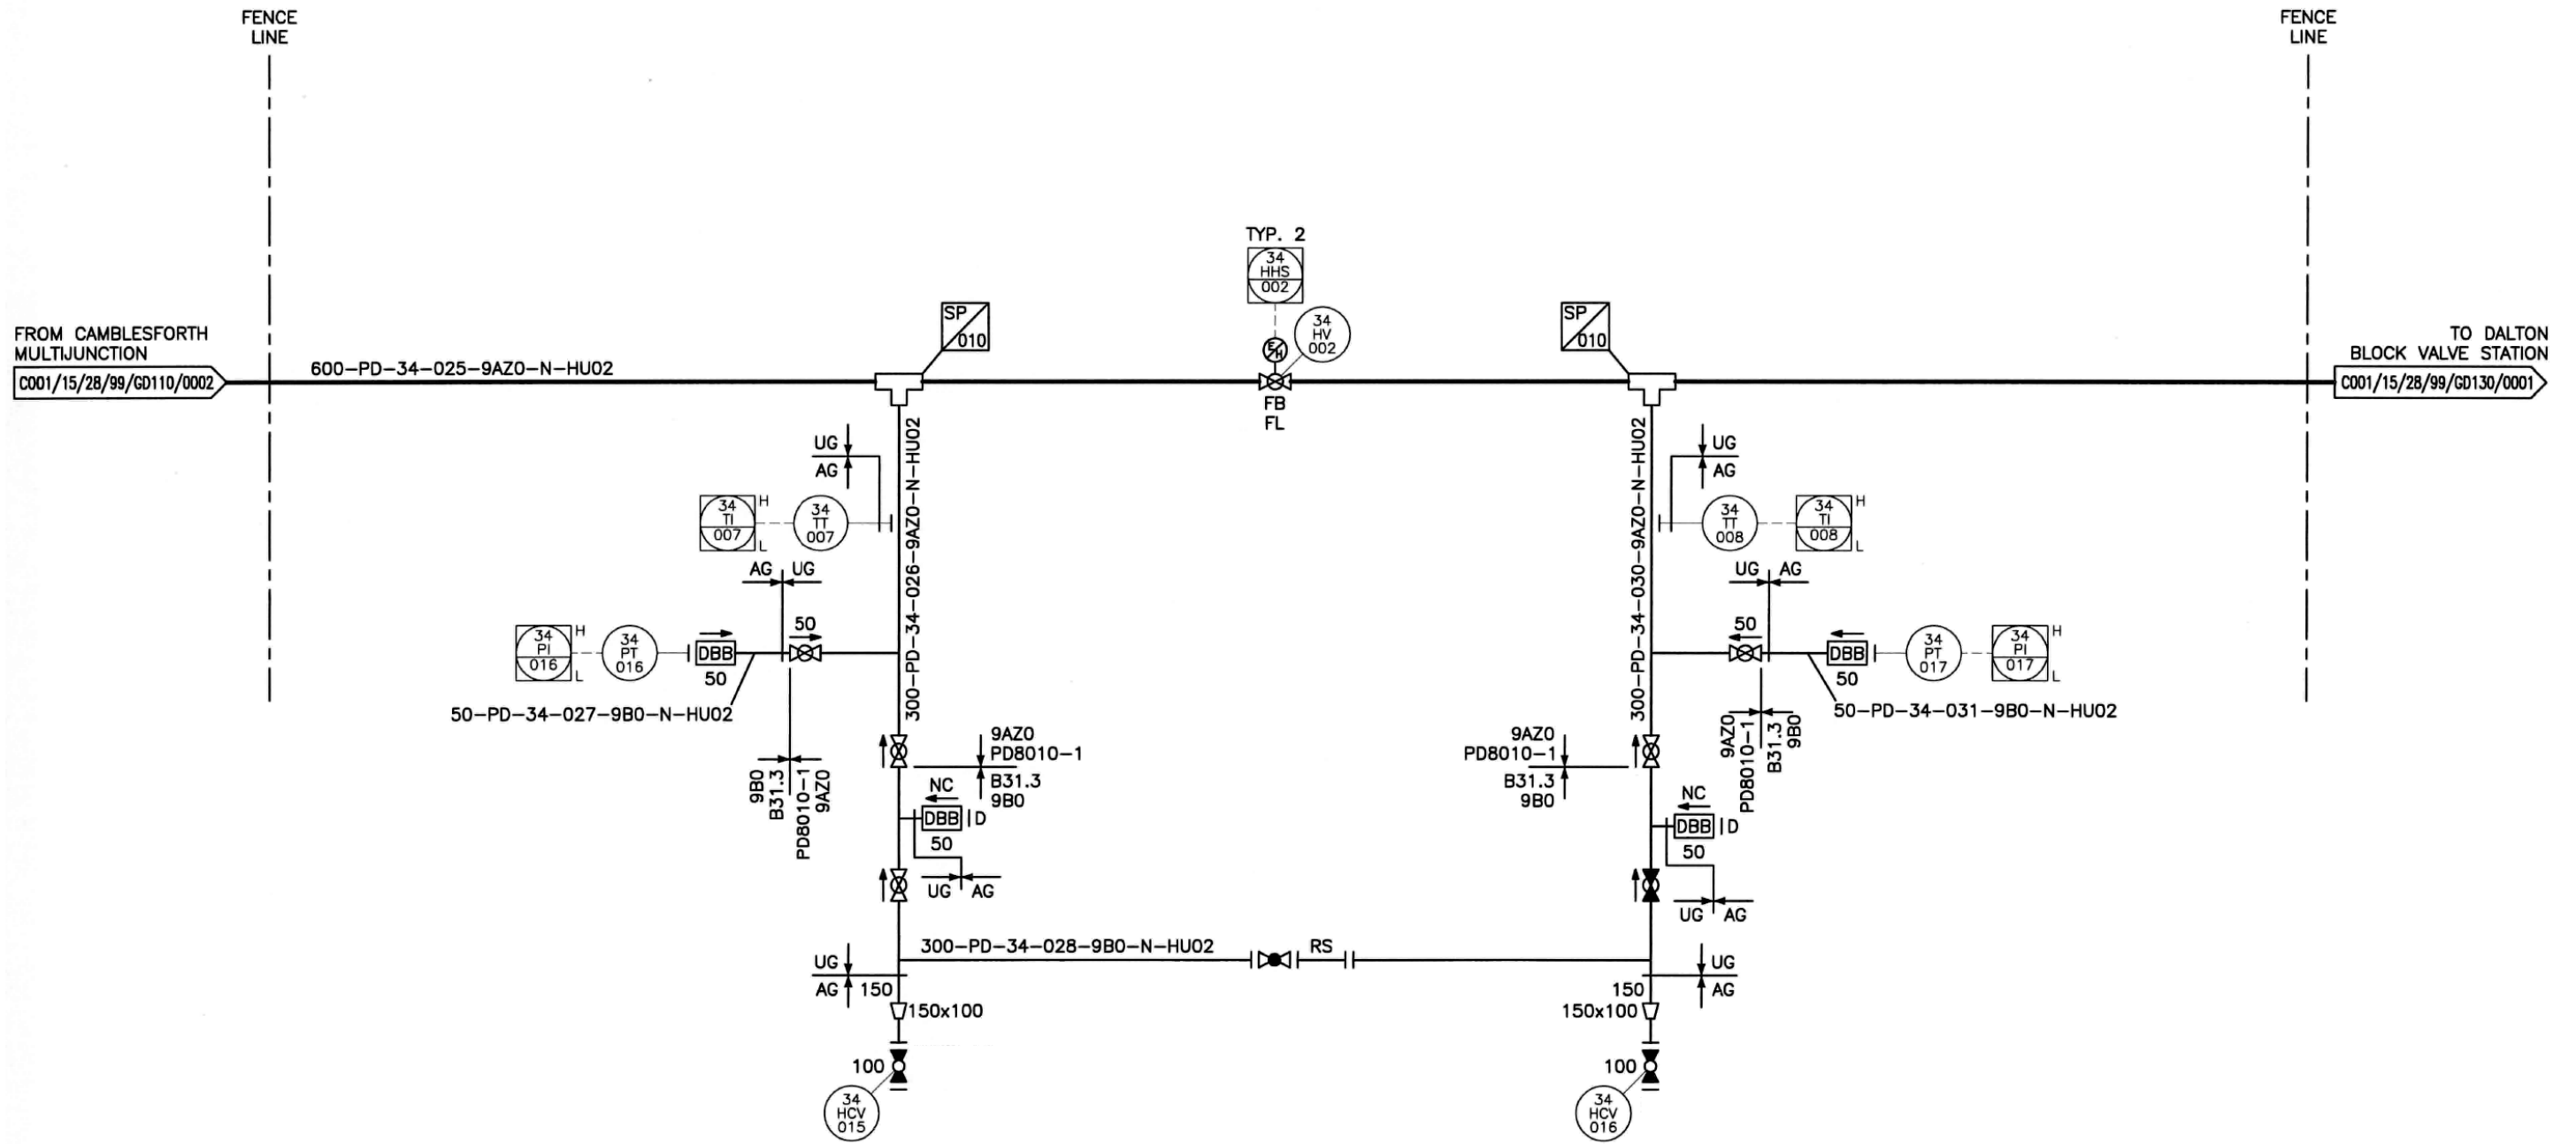 FENCE
LINE
FENCE
LINE
TYP. 2
34
HHS
002
SP
010
34
HV
002
E/H
SP
010
FROM CAMBLESFORTH
MULTIJUNCTION
C001/15/28/99/GD110/0002
600-PD-34-025-9AZ0-N-HU02
TO DALTON
BLOCK VALVE STATION
C001/15/28/99/GD130/0001
FB
FL
UG
AG
300-PD-34-026-9AZ0-N-HU02
300-PD-34-030-9AZ0-N-HU02
UG
AG
34
TI
007
H
L
34
TT
007
34
TT
008
34
TI
008
H
L
AG UG
UG AG
34
PI
016
H
L
34
PT
016
DBB
50
50
50
DBB
50
34
PT
017
34
PI
017
H
L
50-PD-34-027-9B0-N-HU02
50-PD-34-031-9B0-N-HU02
9B0
B31.3
PD8010-1
9AZ0
9AZ0
PD8010-1
B31.3
9B0
9AZ0
PD8010-1
B31.3
9B0
9AZ0
PD8010-1
B31.3
9B0
NC
DBB D
50
UG AG
NC
DBB D
50
UG AG
300-PD-34-028-9B0-N-HU02
RS
UG
AG
150
150x100
100
34
HCV
015
UG
AG
150
150x100
100
34
HCV
016